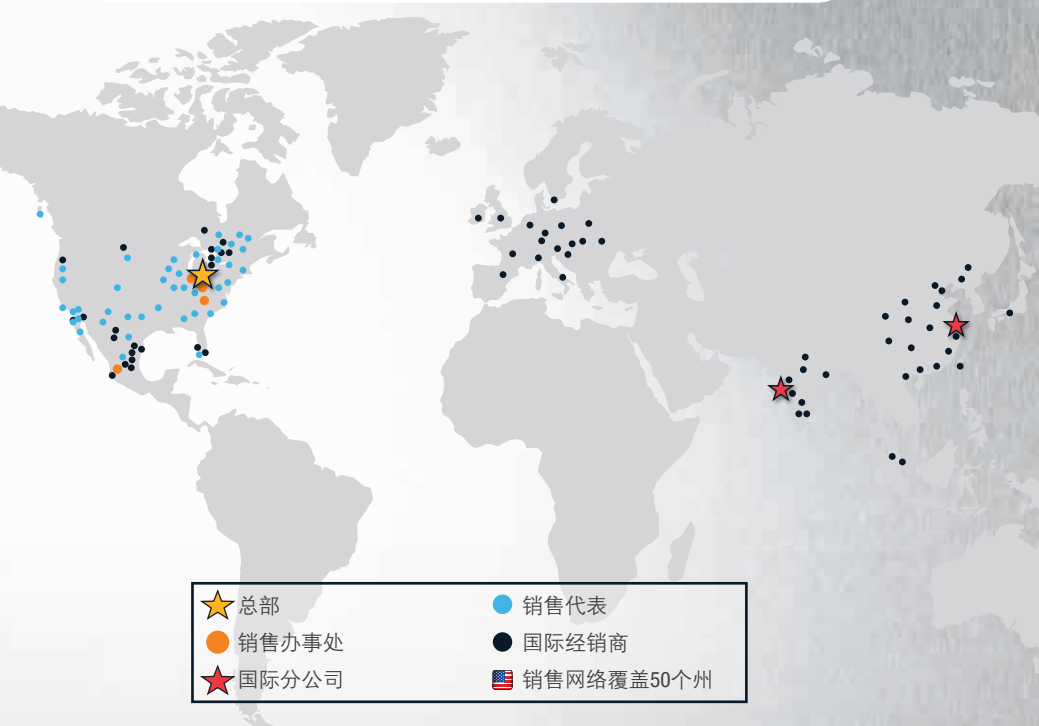 总部
销售办事处
国际分公司
销售代表
国际经销商
销售网络覆盖50个州